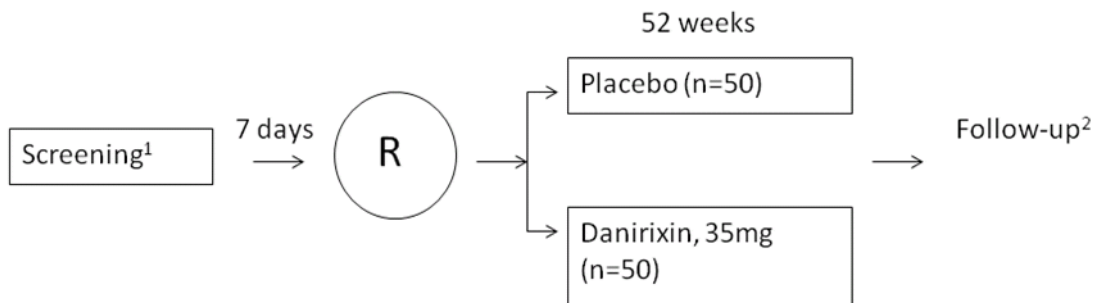 52 weeks
Placebo (n=50)
Screening¹
7 days
R
Follow-up²
Danirixin, 35mg
(n=50)